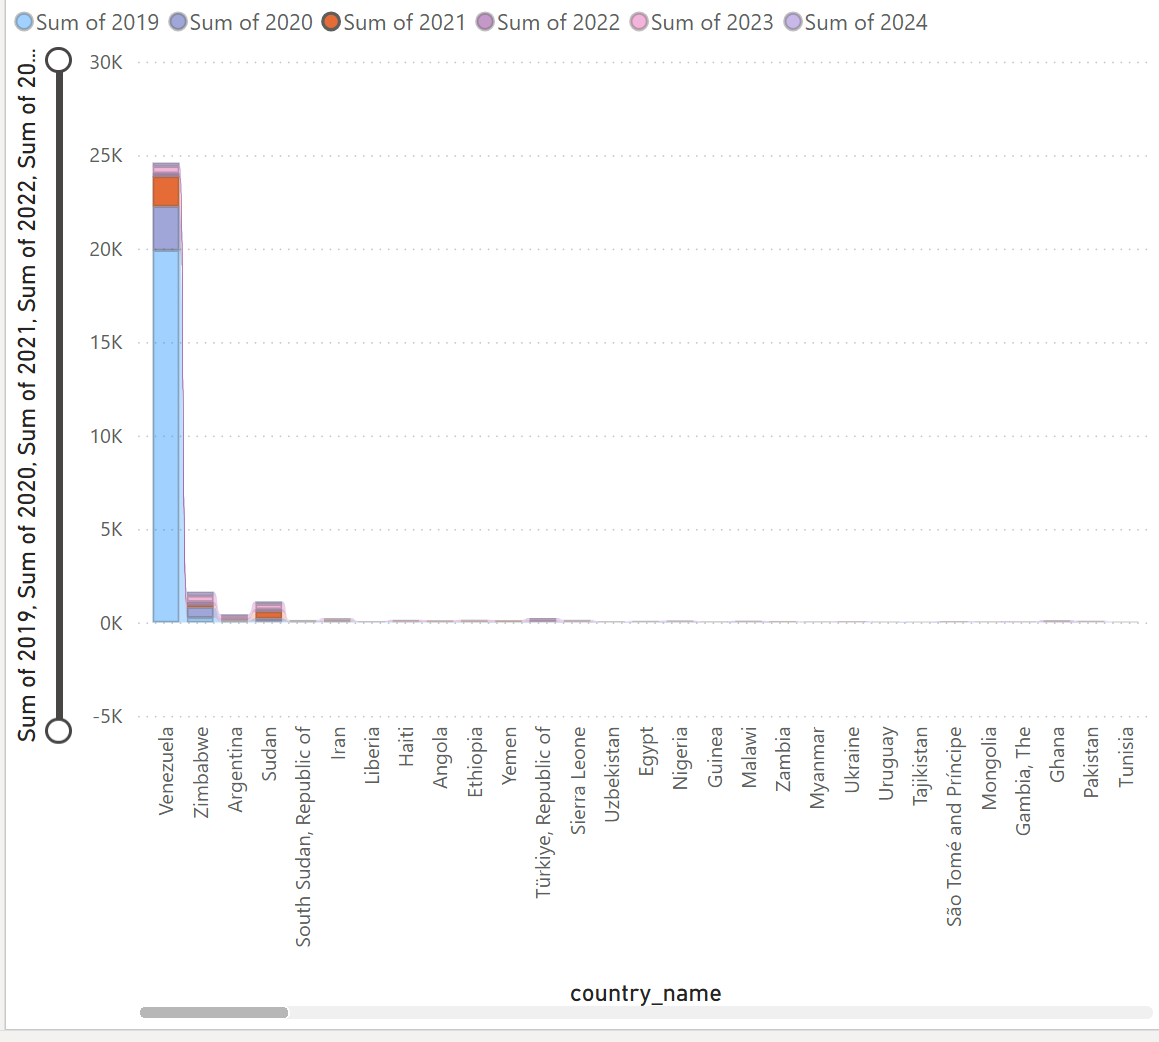 Sum of 2019 Sum of 2020 Sum of 2021 Sum of 2022 Sum of 2023 Sum of 2024
Sum of 2019, Sum of 2020, Sum of 2021, Sum of 2022, Sum of 20...
30K
25K
20K
15K
10K
5K
0K
-5K
Venezuela
Zimbabwe
Argentina
Sudan
South Sudan, Republic of
Iran
Liberia
Haiti
Angola
Ethiopia
Yemen
Türkiye, Republic of
Sierra Leone
Uzbekistan
Egypt
Nigeria
Guinea
Malawi
Zambia
Myanmar
Ukraine
Uruguay
Tajikistan
São Tomé and Príncipe
Mongolia
Gambia, The
Ghana
Pakistan
Tunisia
country_name